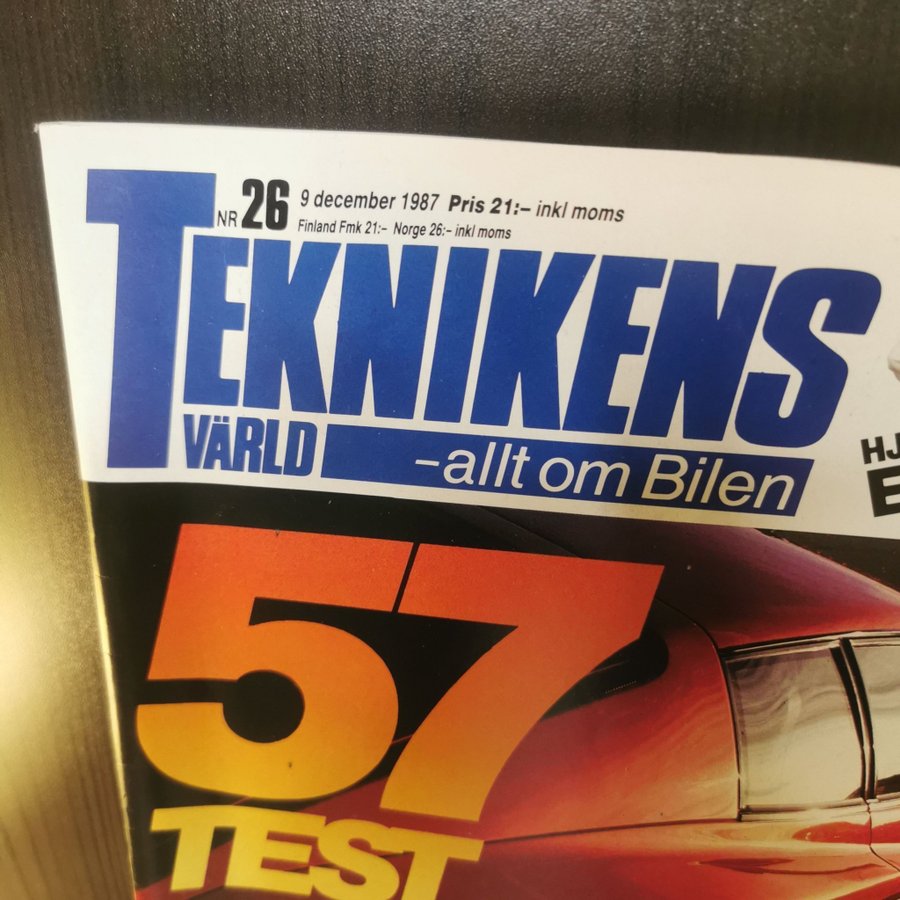 NR 26 9 december 1987 Pris 21:– inkl moms
Finland Fmk 21:– Norge 26:– inkl moms
TEKNIKENS
VÄRLD –allt om Bilen
57
TEST